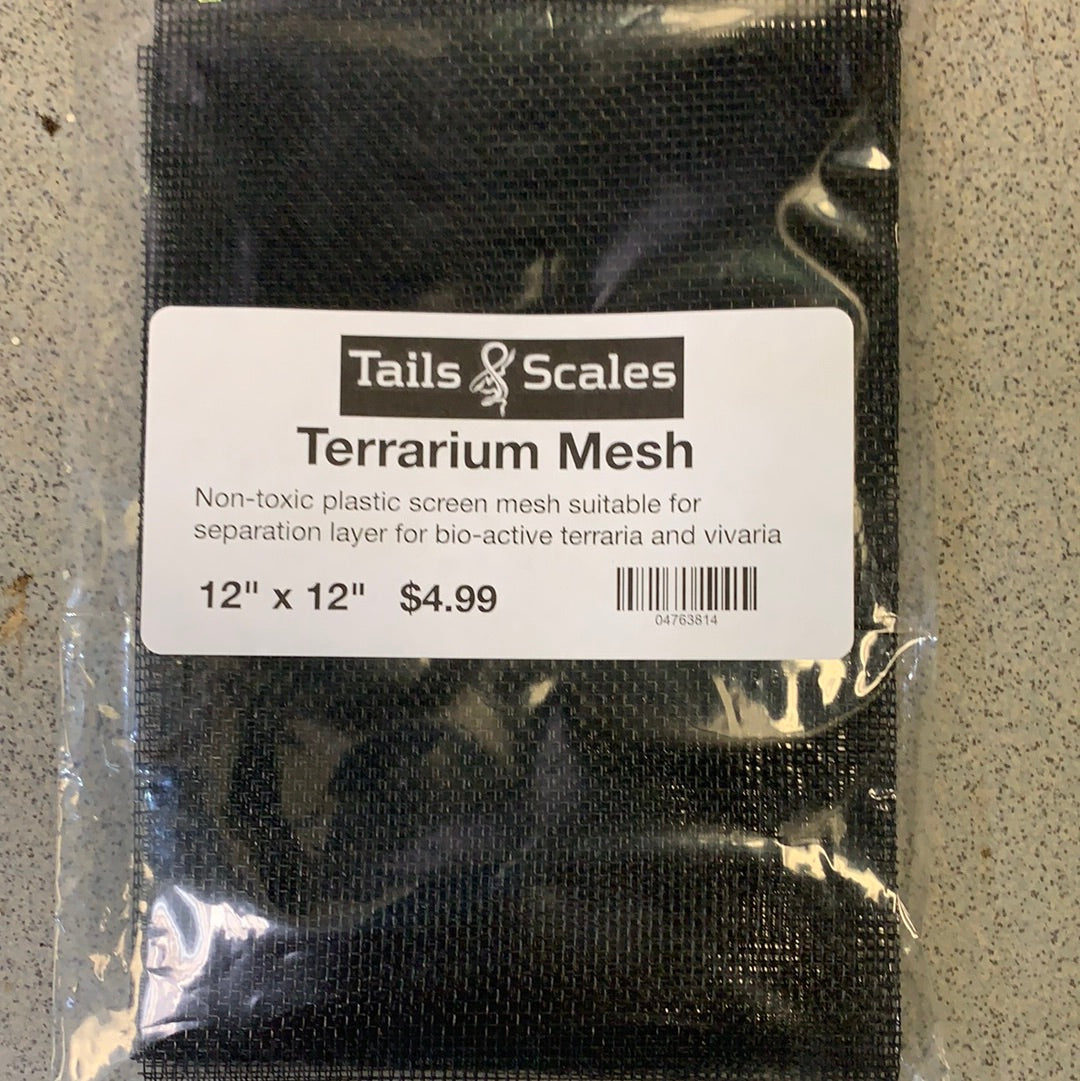 Tails & Scales
Terrarium Mesh
Non-toxic plastic screen mesh suitable for
separation layer for bio-active terraria and vivaria
12" x 12" $4.99
04763814